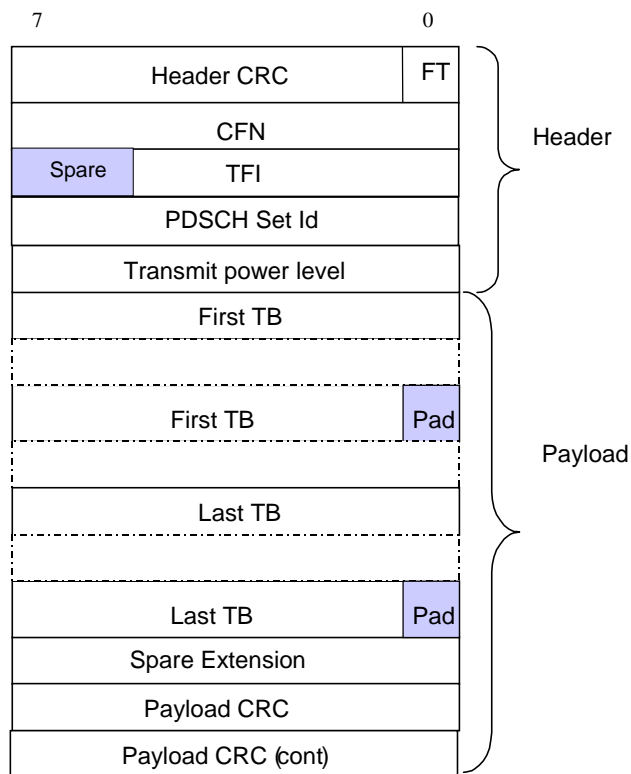 7 0
Header CRC FT
CFN
Header
Spare TFI
PDSCH Set Id
Transmit power level
First TB
First TB Pad
Payload
Last TB
Last TB Pad
Spare Extension
Payload CRC
Payload CRC (cont)